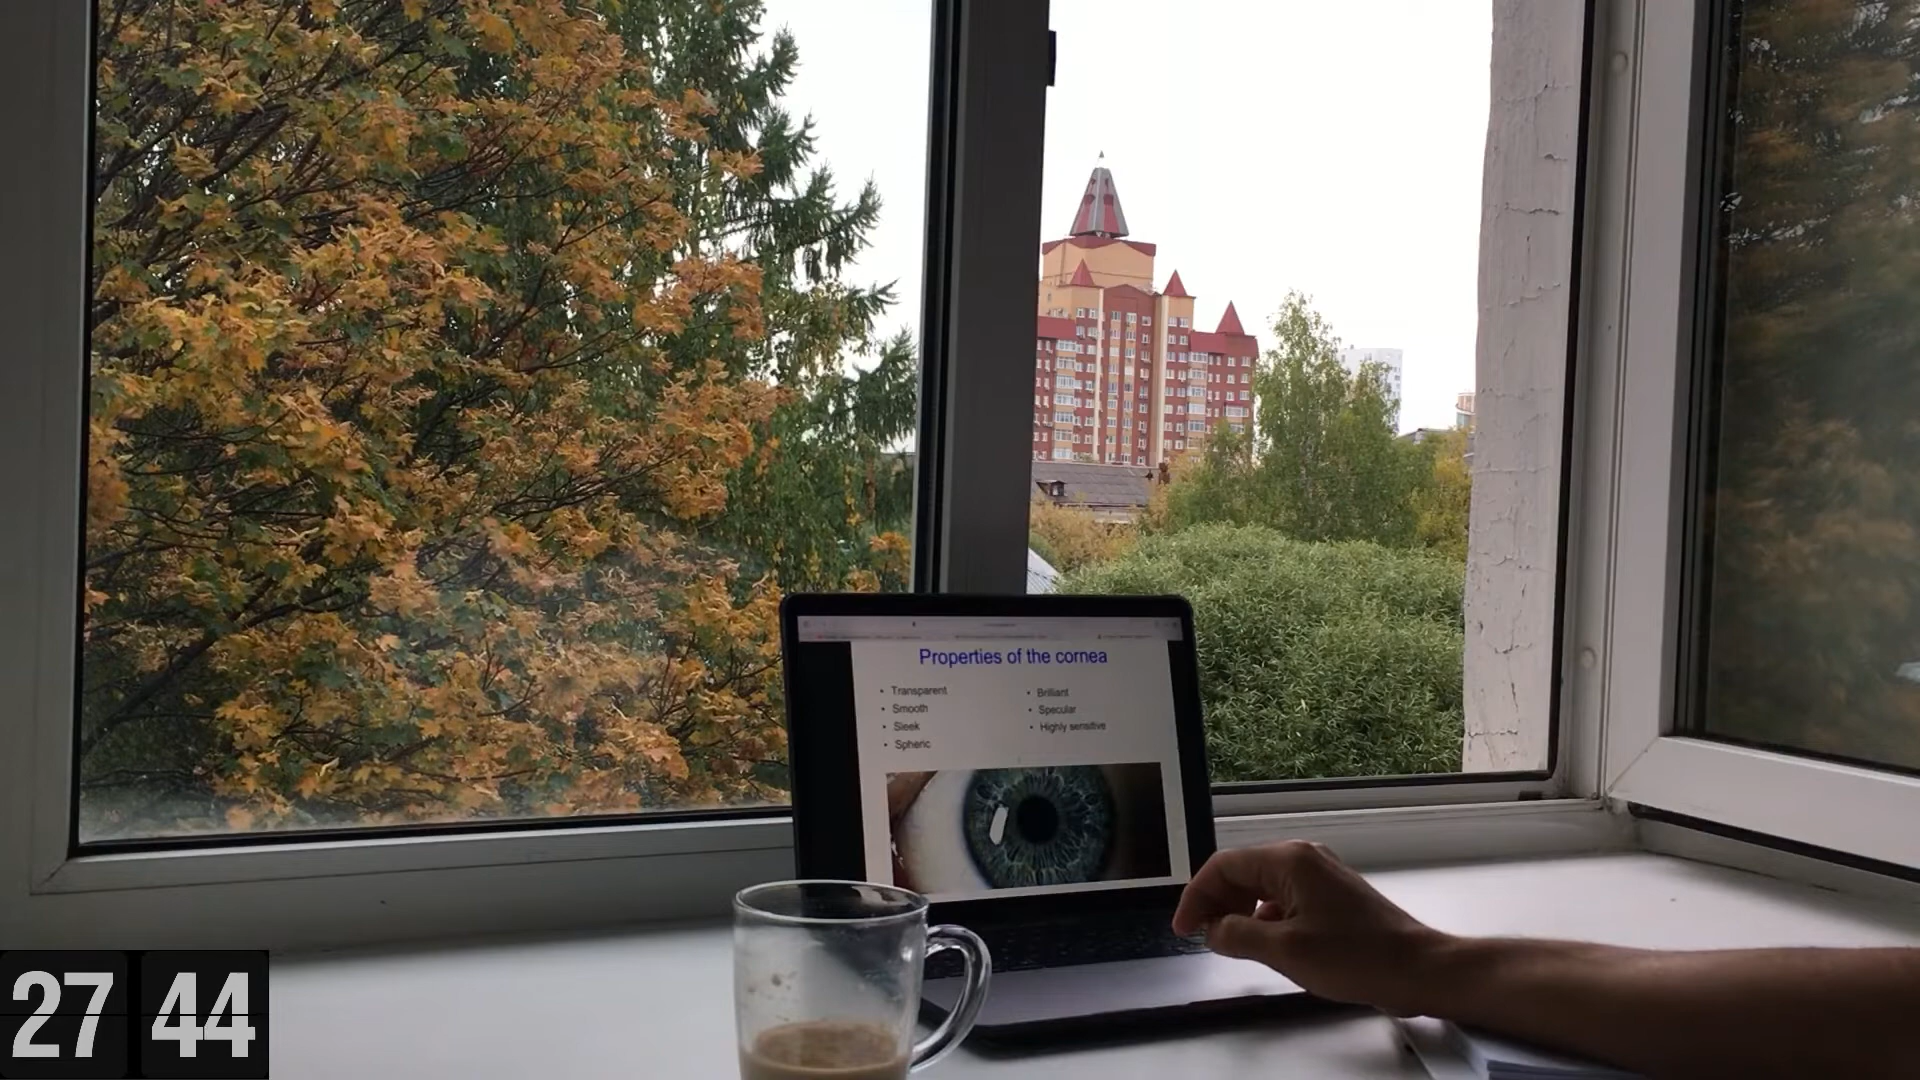 Properties of the cornea
• Transparent
• Smooth
• Sleek
• Spheric
• Brilliant
• Specular
• Highly sensitive
27 44